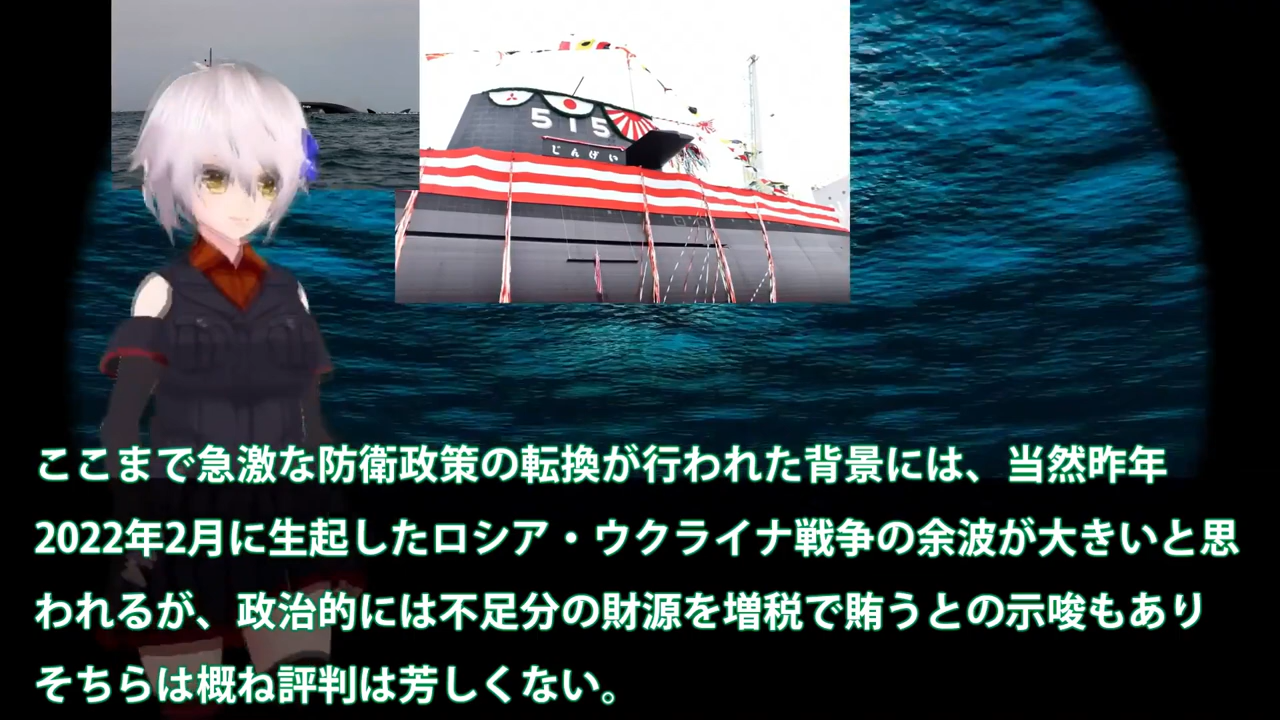 515
じんげい
ここまで急激な防衛政策の転換が行われた背景には、当然昨年
2022年2月に生起したロシア・ウクライナ戦争の余波が大きいと思
われるが、政治的には不足分の財源を増税で賄うとの示唆もあり
そちらは概ね評判は芳しくない。